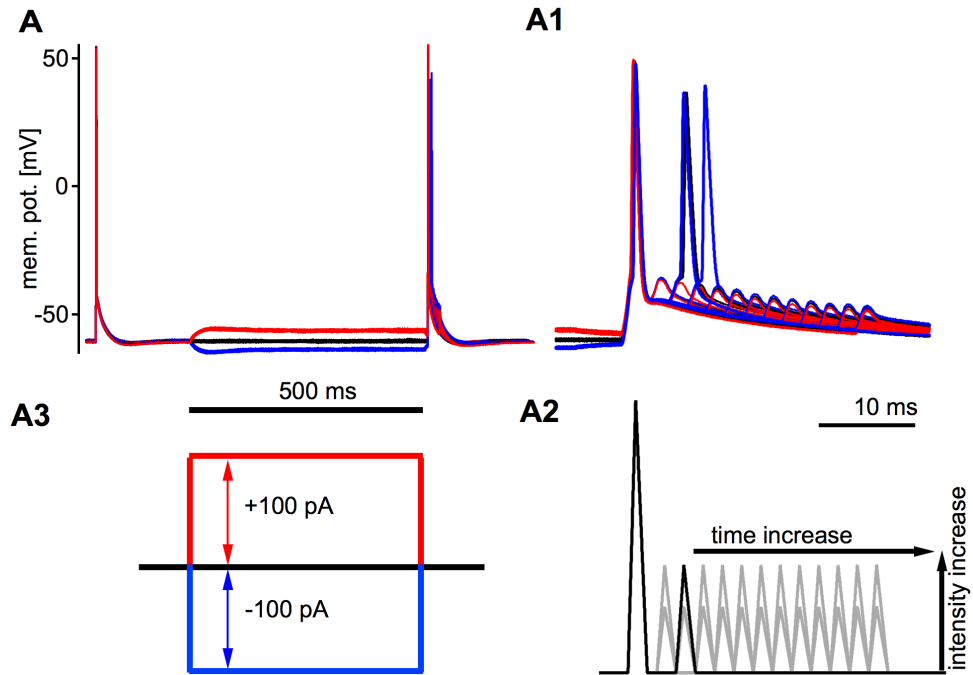 A
A1
50
0
-50
mem. pot. [mV]
500 ms
A3
+100 pA
-100 pA
A2
10 ms
time increase
intensity increase